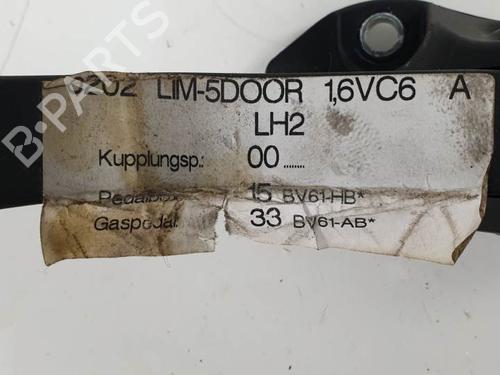 LIM-5DOOR 1,6VC6 A
LH2
Kupplungsp.: 00........
15 BV61-HB*
Gaspedal 33 BV61-AB*
B-PARTS